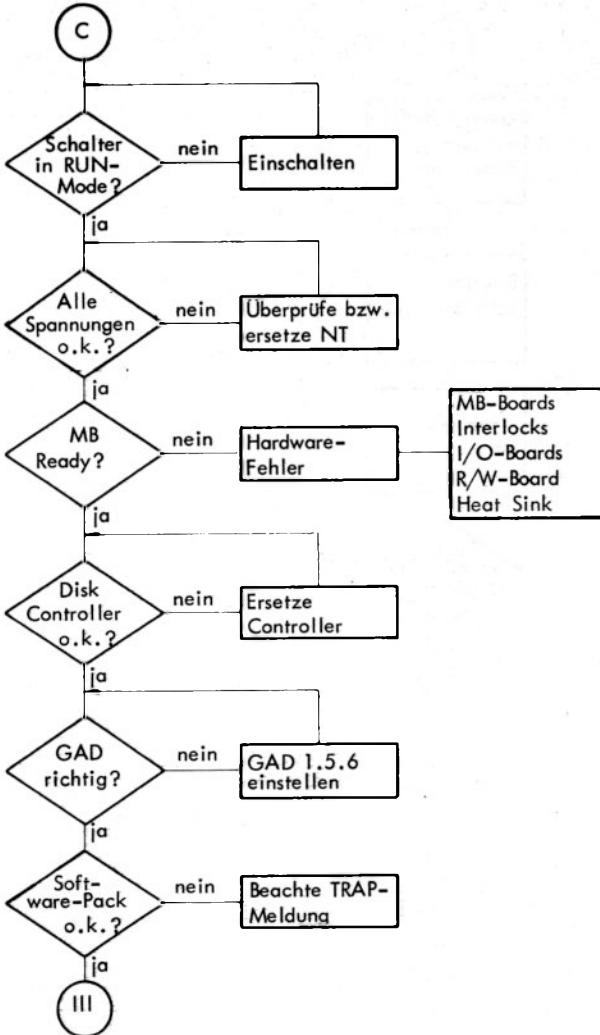 C
Schalter
in RUN-
Mode?
nein
Einschalten
ja
Alle
Spannungen
o.k.?
nein
Überprüfe bzw.
ersetze NT
ja
MB
Ready?
nein
Hardware-
Fehler
MB-Boards
Interlocks
I/O-Boards
R/W-Board
Heat Sink
ja
Disk
Controller
o.k.?
nein
Ersetze
Controller
ja
GAD
richtig?
nein
GAD 1.5.6
einstellen
ja
Soft-
ware-Pack
o.k.?
nein
Beachte TRAP-
Meldung
ja
III